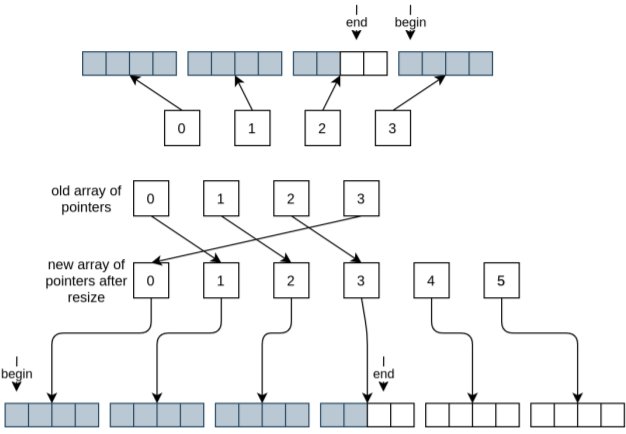 end
begin
0
1
2
3
old array of
pointers
0
1
2
3
new array of
pointers after
resize
0
1
2
3
4
5
begin
end